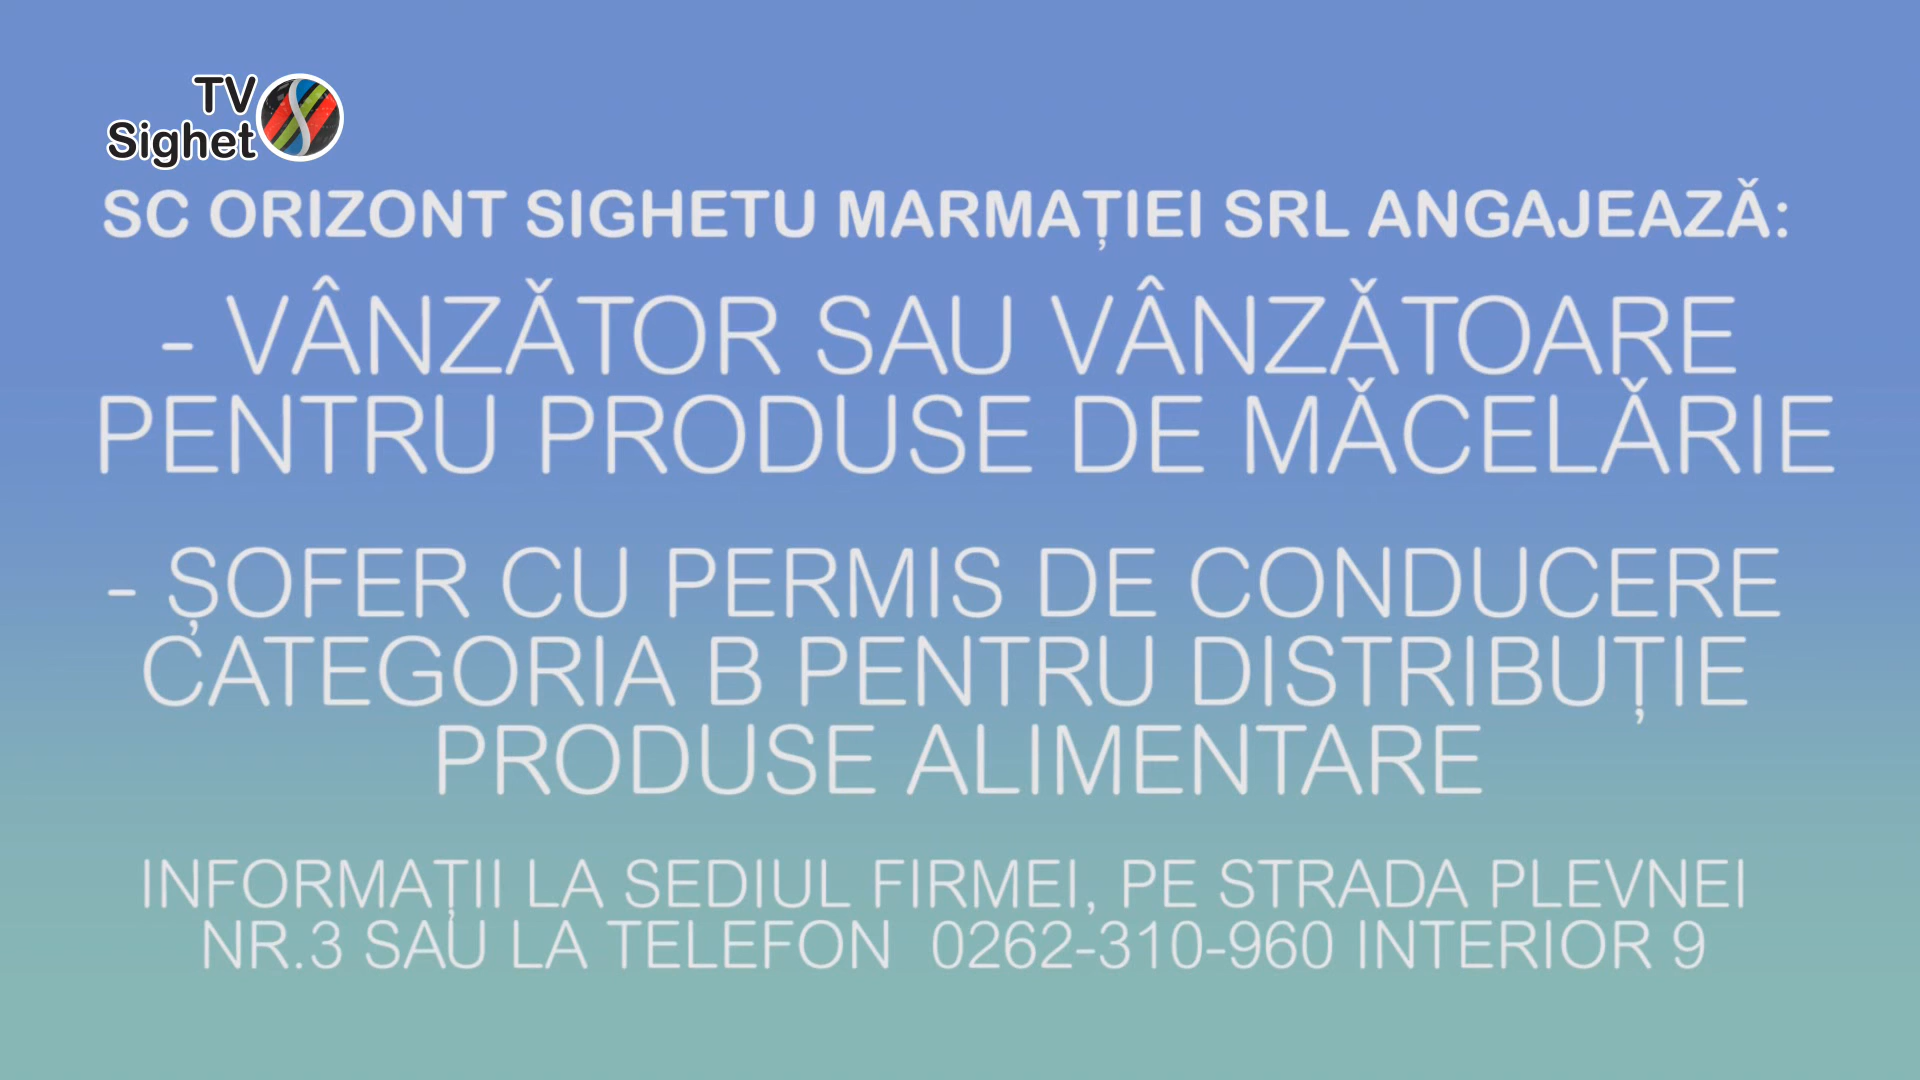 TV
Sighet
SC ORIZONT SIGHETU MARMAȚIEI SRL ANGAJEAZĂ:
- VÂNZĂTOR SAU VÂNZĂTOARE
PENTRU PRODUSE DE MĂCELĂRIE
- ȘOFER CU PERMIS DE CONDUCERE
CATEGORIA B PENTRU DISTRIBUȚIE
PRODUSE ALIMENTARE
INFORMAȚII LA SEDIUL FIRMEI, PE STRADA PLEVNEI
NR.3 SAU LA TELEFON 0262-310-960 INTERIOR 9